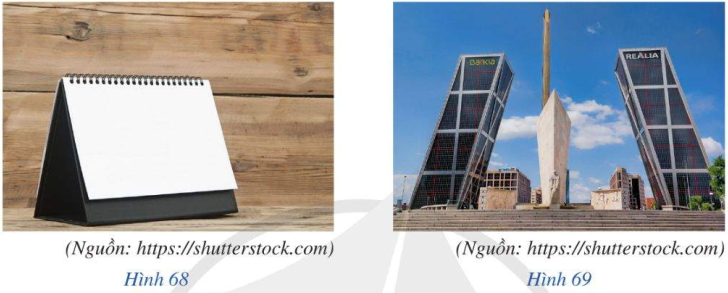 Bankia
REALIA
(Nguồn: https://shutterstock.com)
(Nguồn: https://shutterstock.com)
Hình 68
Hình 69